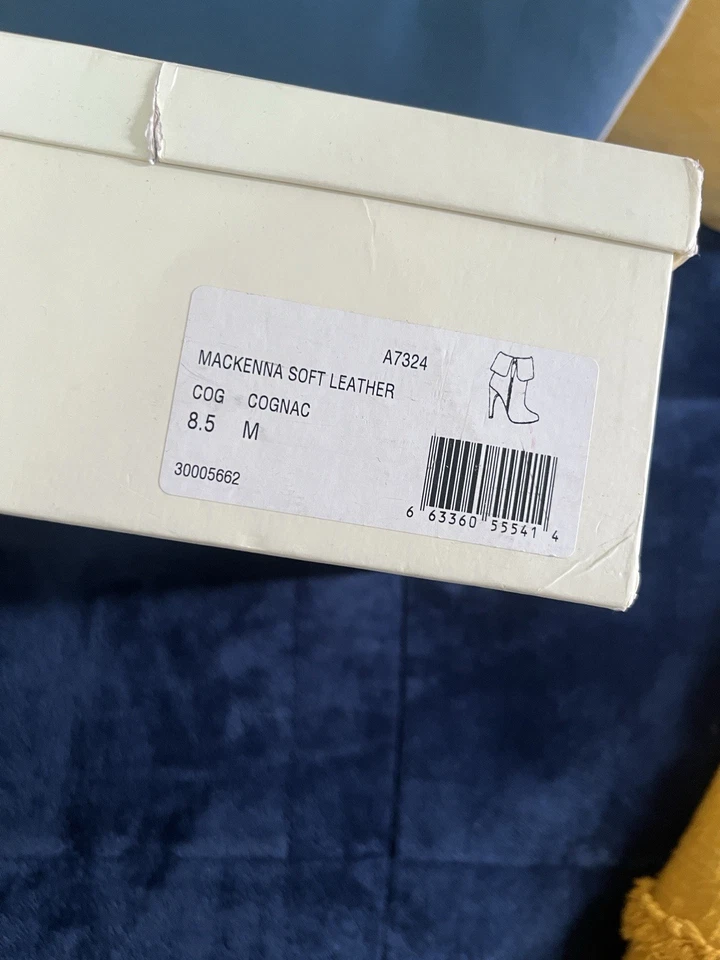 A7324
MACKENNA SOFT LEATHER
COG COGNAC
8.5 M
30005662
6 63360 55541 4